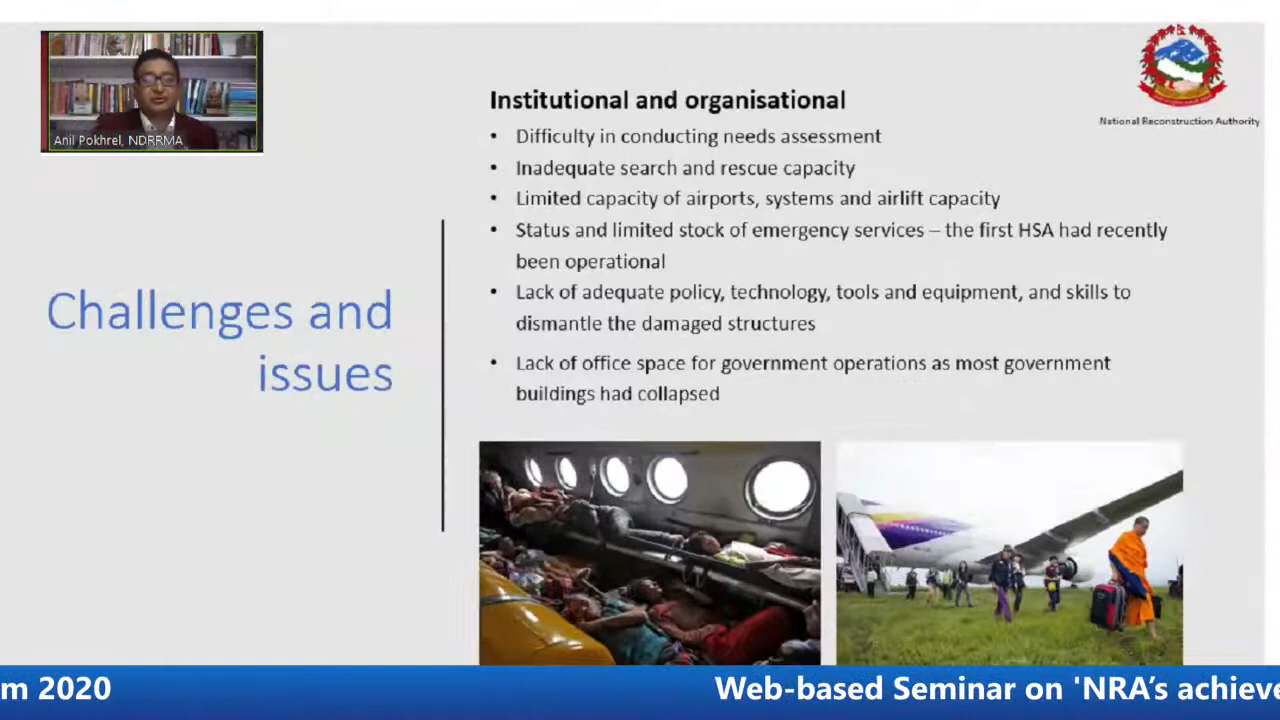 Anil Pokhrel, NDRRMA
National Reconstruction Authority
Challenges and
issues
Institutional and organisational
• Difficulty in conducting needs assessment
• Inadequate search and rescue capacity
• Limited capacity of airports, systems and airlift capacity
• Status and limited stock of emergency services – the first HSA had recently
been operational
• Lack of adequate policy, technology, tools and equipment, and skills to
dismantle the damaged structures
• Lack of office space for government operations as most government
buildings had collapsed
m 2020 Web-based Seminar on 'NRA’s achieve